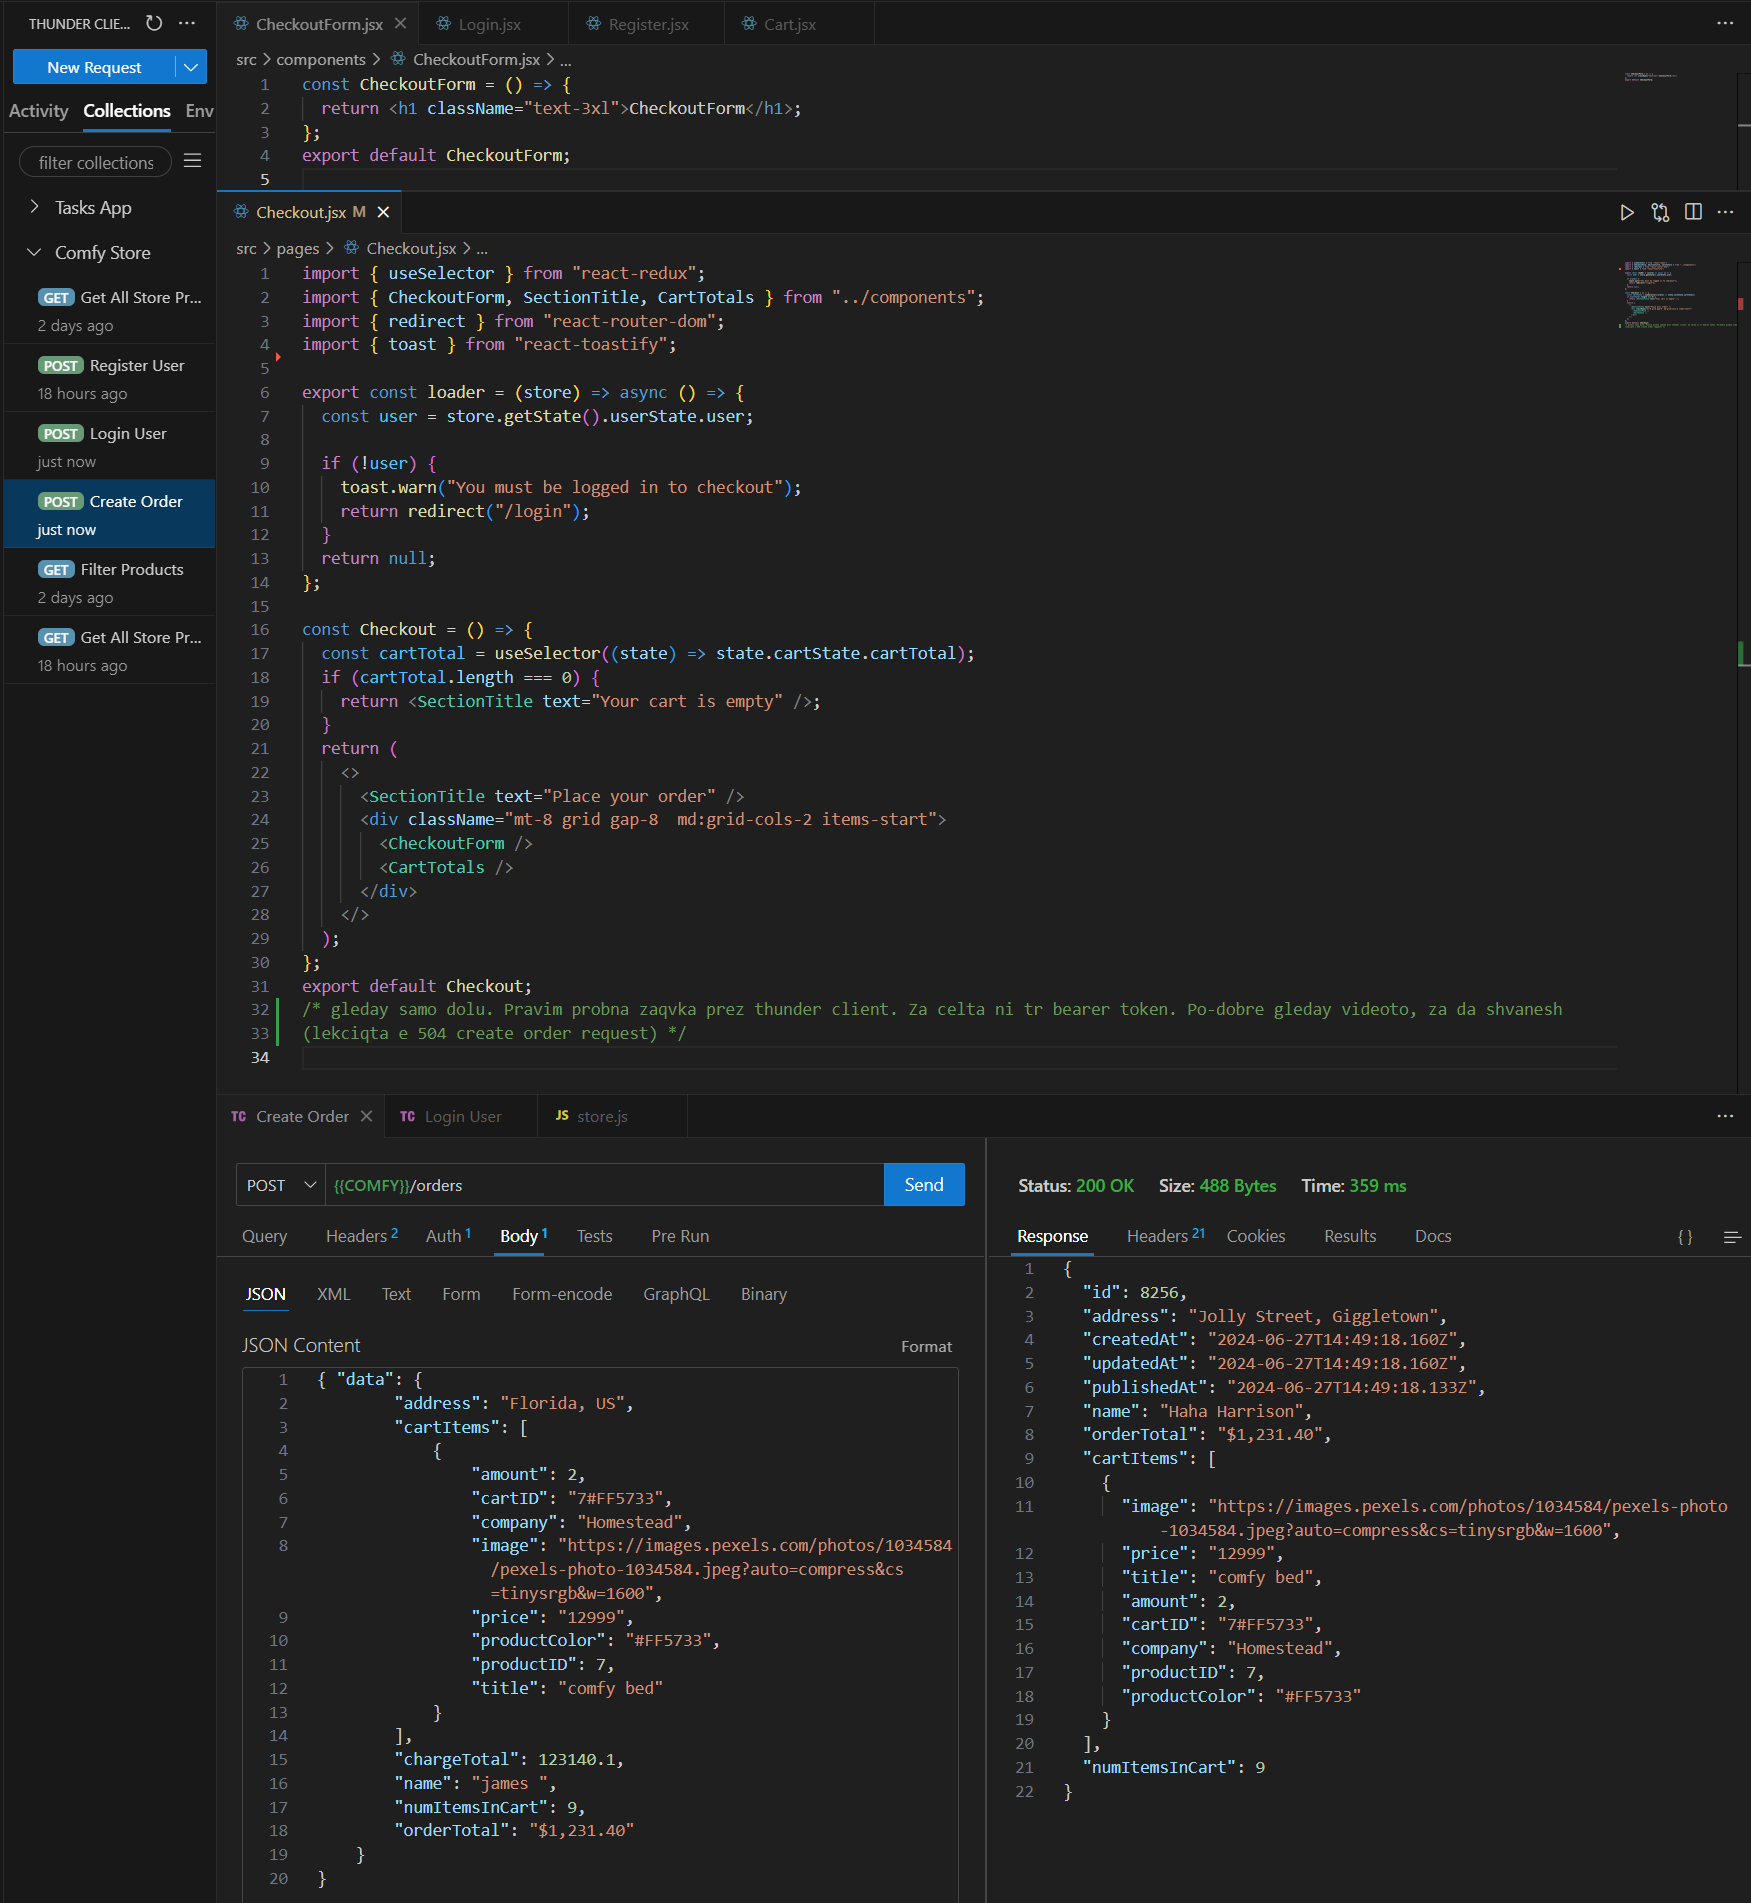 THUNDER CLIE...
New Request
Activity Collections Env
filter collections
Tasks App
Comfy Store
GET Get All Store Pr...
2 days ago
POST Register User
18 hours ago
POST Login User
just now
POST Create Order
just now
GET Filter Products
2 days ago
GET Get All Store Pr...
18 hours ago
CheckoutForm.jsx Login.jsx Register.jsx Cart.jsx
src > components > CheckoutForm.jsx > ...
1 const CheckoutForm = () => {
2 return <h1 className="text-3xl">CheckoutForm</h1>;
3 };
4 export default CheckoutForm;
5
Checkout.jsx M
src > pages > Checkout.jsx > ...
1 import { useSelector } from "react-redux";
2 import { CheckoutForm, SectionTitle, CartTotals } from "../components";
3 import { redirect } from "react-router-dom";
4 import { toast } from "react-toastify";
5
6 export const loader = (store) => async () => {
7 const user = store.getState().userState.user;
8
9 if (!user) {
10 toast.warn("You must be logged in to checkout");
11 return redirect("/login");
12 }
13 return null;
14 };
15
16 const Checkout = () => {
17 const cartTotal = useSelector((state) => state.cartState.cartTotal);
18 if (cartTotal.length === 0) {
19 return <SectionTitle text="Your cart is empty" />;
20 }
21 return (
22 <>
23 <SectionTitle text="Place your order" />
24 <div className="mt-8 grid gap-8  md:grid-cols-2 items-start">
25 <CheckoutForm />
26 <CartTotals />
27 </div>
28 </>
29 );
30 };
31 export default Checkout;
32 /* gleday samo dolu. Pravim probna zaqvka prez thunder client. Za celta ni tr bearer token. Po-dobre gleday videoto, za da shvanesh
33 (lekciqta e 504 create order request) */
34
TC Create Order TC Login User JS store.js
POST {{COMFY}}/orders Send
Query Headers 2 Auth 1 Body 1 Tests Pre Run
JSON XML Text Form Form-encode GraphQL Binary
JSON Content Format
1 { "data": {
2 "address": "Florida, US",
3 "cartItems": [
4 {
5 "amount": 2,
6 "cartID": "7#FF5733",
7 "company": "Homestead",
8 "image": "https://images.pexels.com/photos/1034584
/pexels-photo-1034584.jpeg?auto=compress&cs
=tinysrgb&w=1600",
9 "price": "12999",
10 "productColor": "#FF5733",
11 "productID": 7,
12 "title": "comfy bed"
13 }
14 ],
15 "chargeTotal": 123140.1,
16 "name": "james ",
17 "numItemsInCart": 9,
18 "orderTotal": "$1,231.40"
19 }
20 }
Status: 200 OK Size: 488 Bytes Time: 359 ms
Response Headers 21 Cookies Results Docs { }
1 {
2 "id": 8256,
3 "address": "Jolly Street, Giggletown",
4 "createdAt": "2024-06-27T14:49:18.160Z",
5 "updatedAt": "2024-06-27T14:49:18.160Z",
6 "publishedAt": "2024-06-27T14:49:18.133Z",
7 "name": "Haha Harrison",
8 "orderTotal": "$1,231.40",
9 "cartItems": [
10 {
11 "image": "https://images.pexels.com/photos/1034584/pexels-photo
-1034584.jpeg?auto=compress&cs=tinysrgb&w=1600",
12 "price": "12999",
13 "title": "comfy bed",
14 "amount": 2,
15 "cartID": "7#FF5733",
16 "company": "Homestead",
17 "productID": 7,
18 "productColor": "#FF5733"
19 }
20 ],
21 "numItemsInCart": 9
22 }